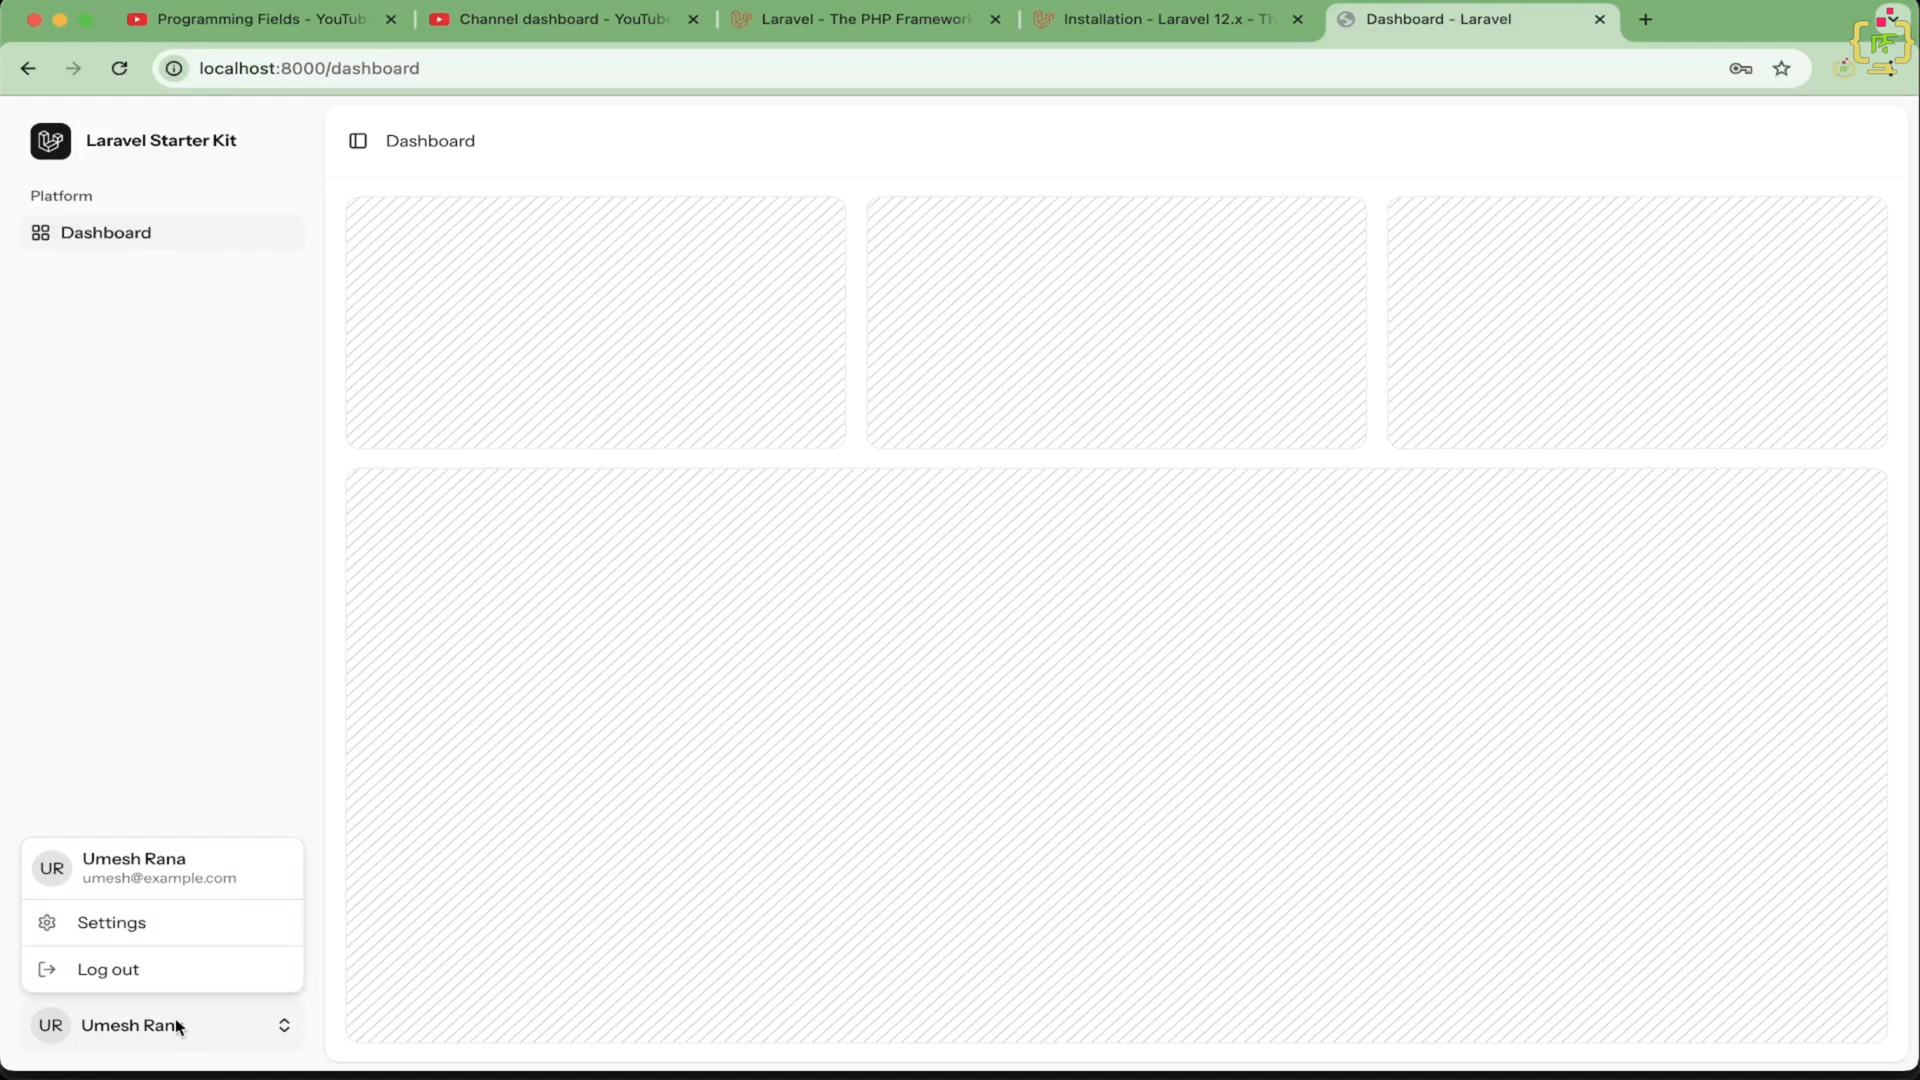 Programming Fields - YouTub
Channel dashboard - YouTub
Laravel - The PHP Framework
Installation - Laravel 12.x - Th
Dashboard - Laravel
localhost:8000/dashboard
Laravel Starter Kit
Dashboard
Platform
Dashboard
UR
Umesh Rana
umesh@example.com
Settings
Log out
UR
Umesh Rana